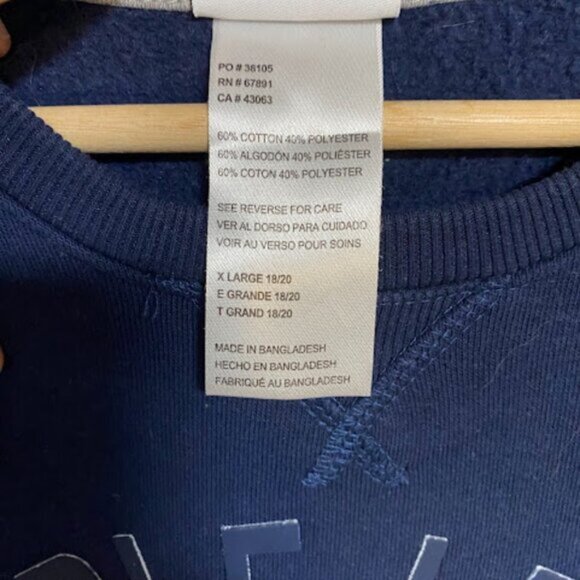 PO # 38105
RN # 67891
CA # 43063
60% COTTON 40% POLYESTER
60% ALGODÓN 40% POLIÉSTER
60% COTON 40% POLYESTER
SEE REVERSE FOR CARE
VER AL DORSO PARA CUIDADO
VOIR AU VERSO POUR SOINS
X LARGE 18/20
E GRANDE 18/20
T GRAND 18/20
MADE IN BANGLADESH
HECHO EN BANGLADESH
FABRIQUÉ AU BANGLADESH